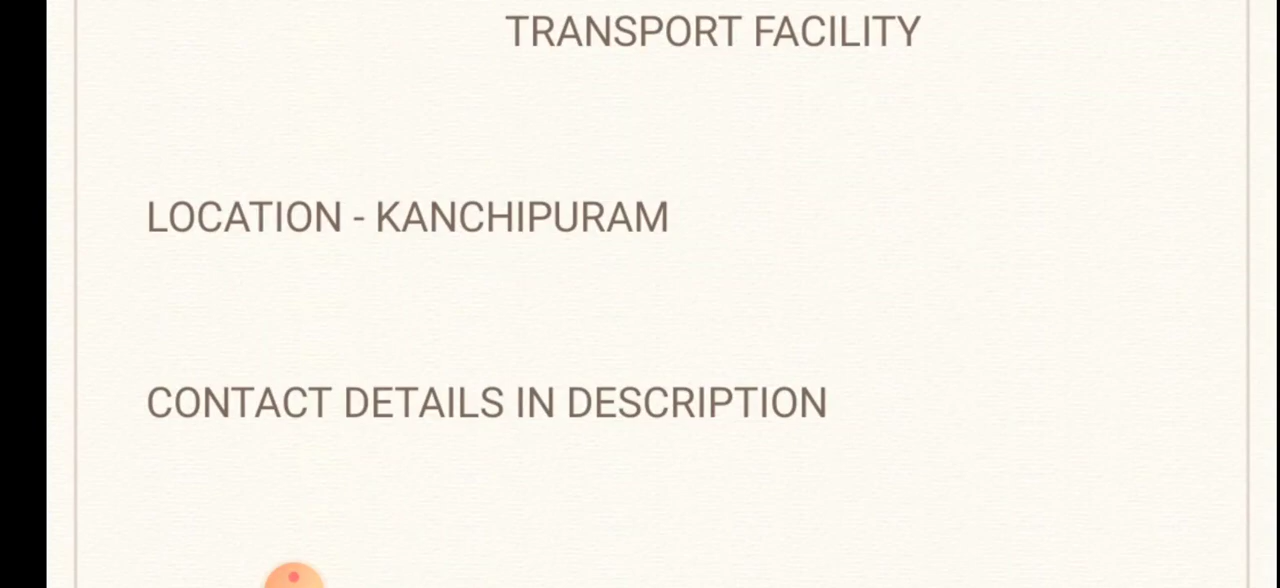 TRANSPORT FACILITY
LOCATION - KANCHIPURAM
CONTACT DETAILS IN DESCRIPTION